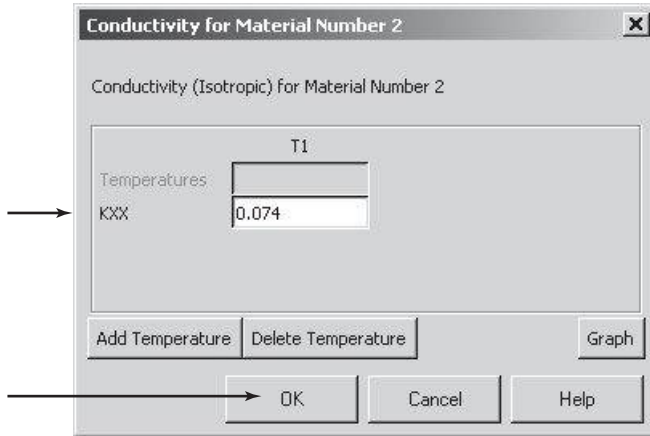 Conductivity for Material Number 2
Conductivity (Isotropic) for Material Number 2
T1
Temperatures
KXX 0.074
Add Temperature Delete Temperature Graph
OK Cancel Help